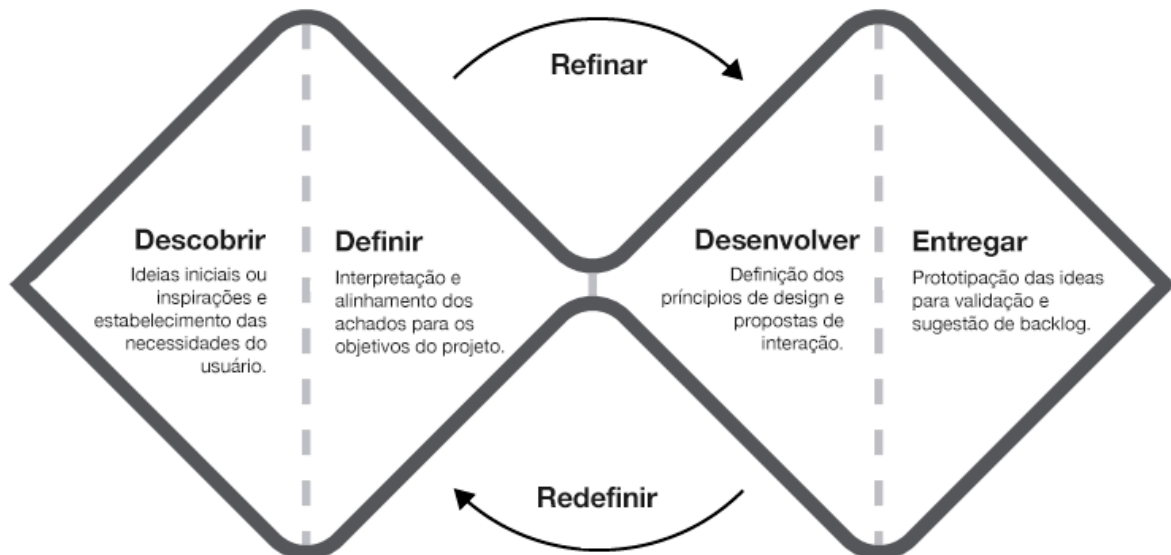 Refinar
Descobrir
Ideias iniciais ou
inspirações e
estabelecimento das
necessidades do
usuário.
Definir
Interpretação e
alinhamento dos
achados para os
objetivos do projeto.
Desenvolver
Definição dos
príncipios de design e
propostas de
interação.
Entregar
Prototipação das ideias
para validação e
sugestão de backlog.
Redefinir